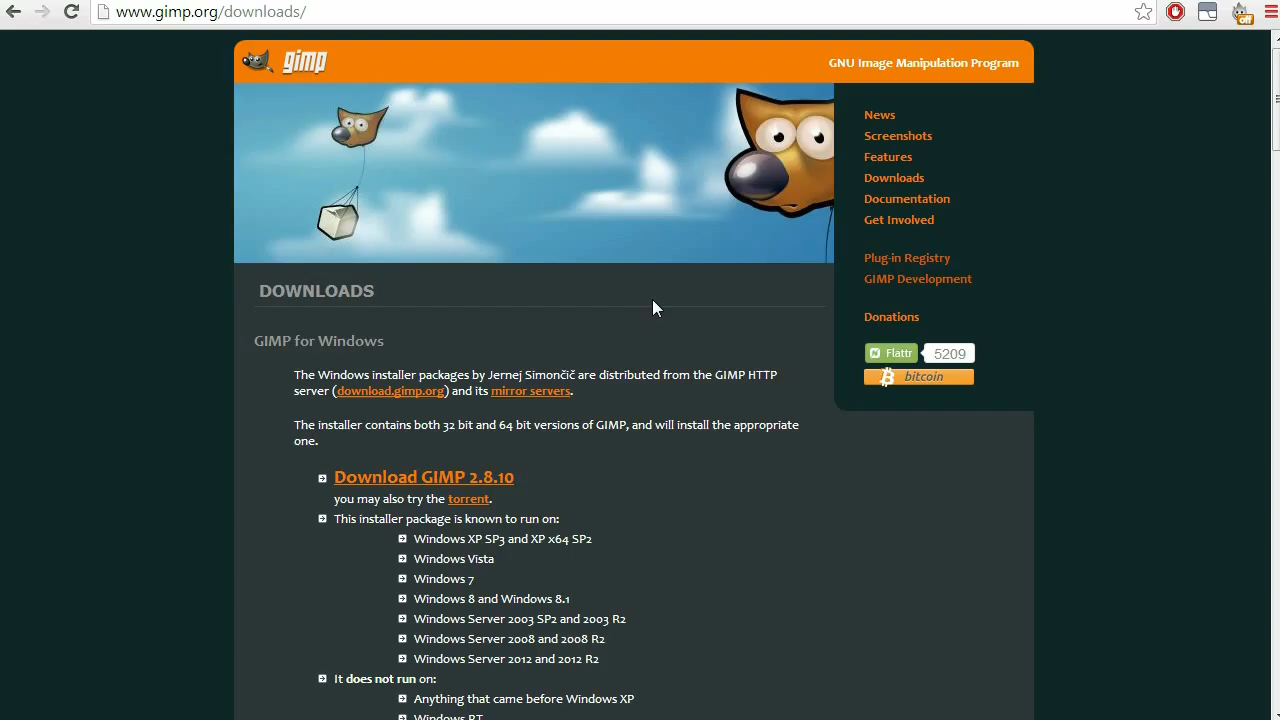 www.gimp.org/downloads/
off
gimp
GNU Image Manipulation Program
News
Screenshots
Features
Downloads
Documentation
Get Involved
Plug-in Registry
GIMP Development
Donations
Flattr 5209
bitcoin
DOWNLOADS
GIMP for Windows
The Windows installer packages by Jernej Simončič are distributed from the GIMP HTTP
server (download.gimp.org) and its mirror servers.
The installer contains both 32 bit and 64 bit versions of GIMP, and will install the appropriate
one.
Download GIMP 2.8.10
you may also try the torrent.
This installer package is known to run on:
Windows XP SP3 and XP x64 SP2
Windows Vista
Windows 7
Windows 8 and Windows 8.1
Windows Server 2003 SP2 and 2003 R2
Windows Server 2008 and 2008 R2
Windows Server 2012 and 2012 R2
It does not run on:
Anything that came before Windows XP
Windows RT